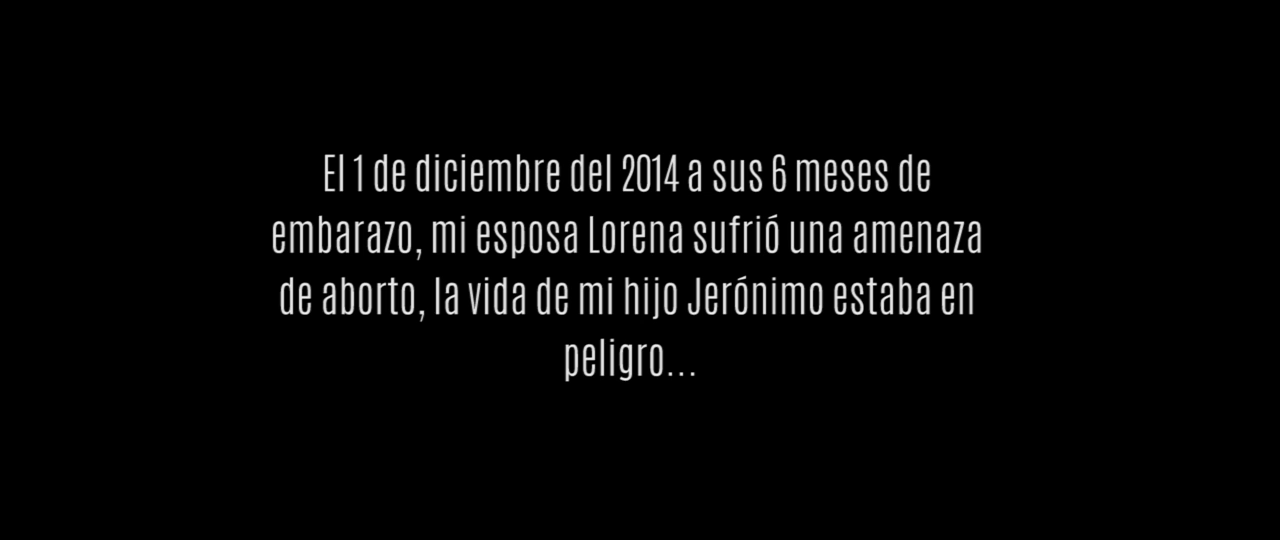 El 1 de diciembre del 2014 a sus 6 meses de
embarazo, mi esposa Lorena sufrió una amenaza
de aborto, la vida de mi hijo Jerónimo estaba en
peligro...